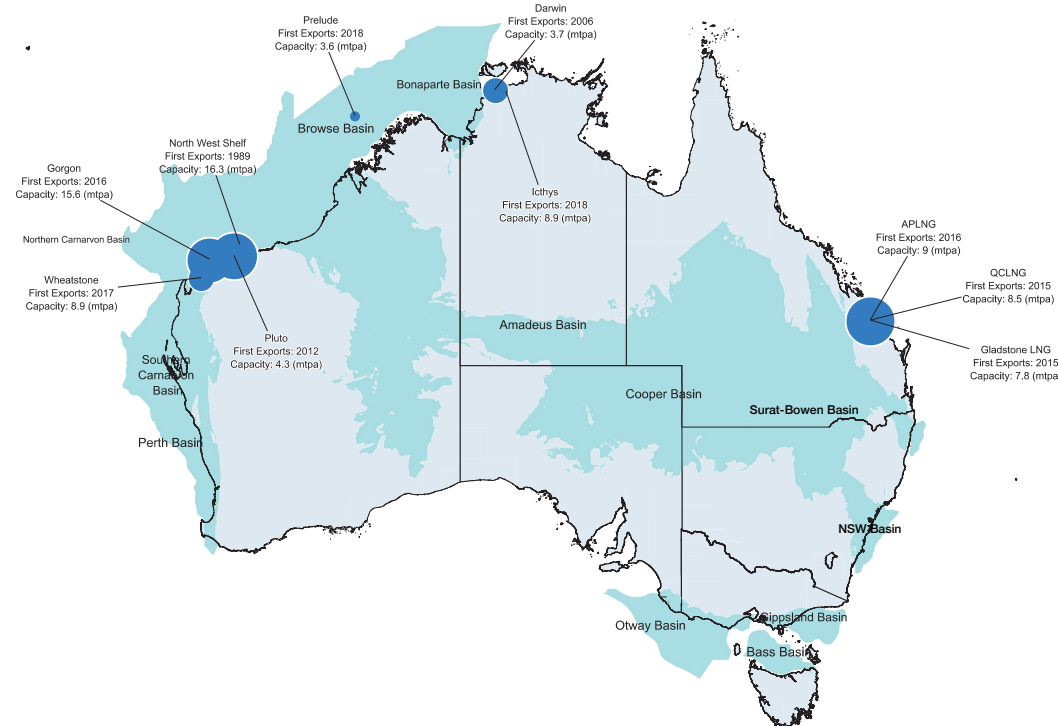 Prelude
First Exports: 2018
Capacity: 3.6 (mtpa)
Darwin
First Exports: 2006
Capacity: 3.7 (mtpa)
Bonaparte Basin
Browse Basin
North West Shelf
First Exports: 1989
Capacity: 16.3 (mtpa)
Gorgon
First Exports: 2016
Capacity: 15.6 (mtpa)
Icthys
First Exports: 2018
Capacity: 8.9 (mtpa)
Northern Carnarvon Basin
Wheatstone
First Exports: 2017
Capacity: 8.9 (mtpa)
APLNG
First Exports: 2016
Capacity: 9 (mtpa)
QCLNG
First Exports: 2015
Capacity: 8.5 (mtpa)
Pluto
First Exports: 2012
Capacity: 4.3 (mtpa)
Amadeus Basin
Gladstone LNG
First Exports: 2015
Capacity: 7.8 (mtpa
Southern
Carnarvon
Basin
Cooper Basin
Surat-Bowen Basin
Perth Basin
NSW Basin
Otway Basin
Gippsland Basin
Bass Basin